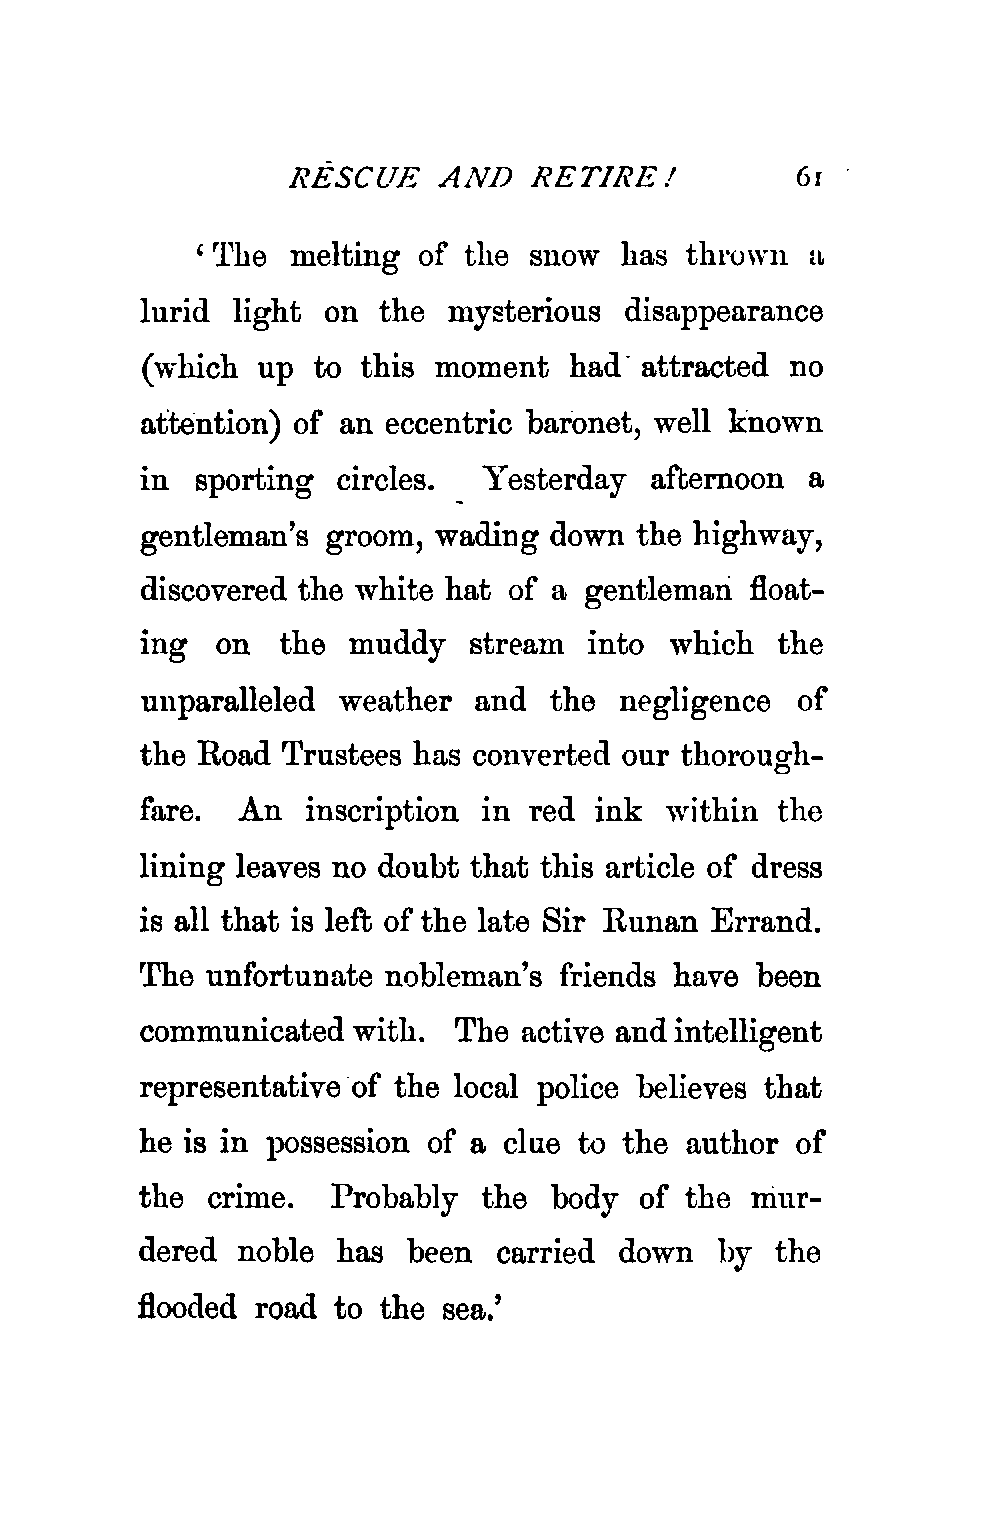 RESCUE AND RETIRE! 61
‘The melting of the snow has thrown a
lurid light on the mysterious disappearance
(which up to this moment had attracted no
attention) of an eccentric baronet, well known
in sporting circles. Yesterday afternoon a
gentleman’s groom, wading down the highway,
discovered the white hat of a gentleman float-
ing on the muddy stream into which the
unparalleled weather and the negligence of
the Road Trustees has converted our thorough-
fare. An inscription in red ink within the
lining leaves no doubt that this article of dress
is all that is left of the late Sir Runan Errand.
The unfortunate nobleman’s friends have been
communicated with. The active and intelligent
representative of the local police believes that
he is in possession of a clue to the author of
the crime. Probably the body of the mur-
dered noble has been carried down by the
flooded road to the sea.’